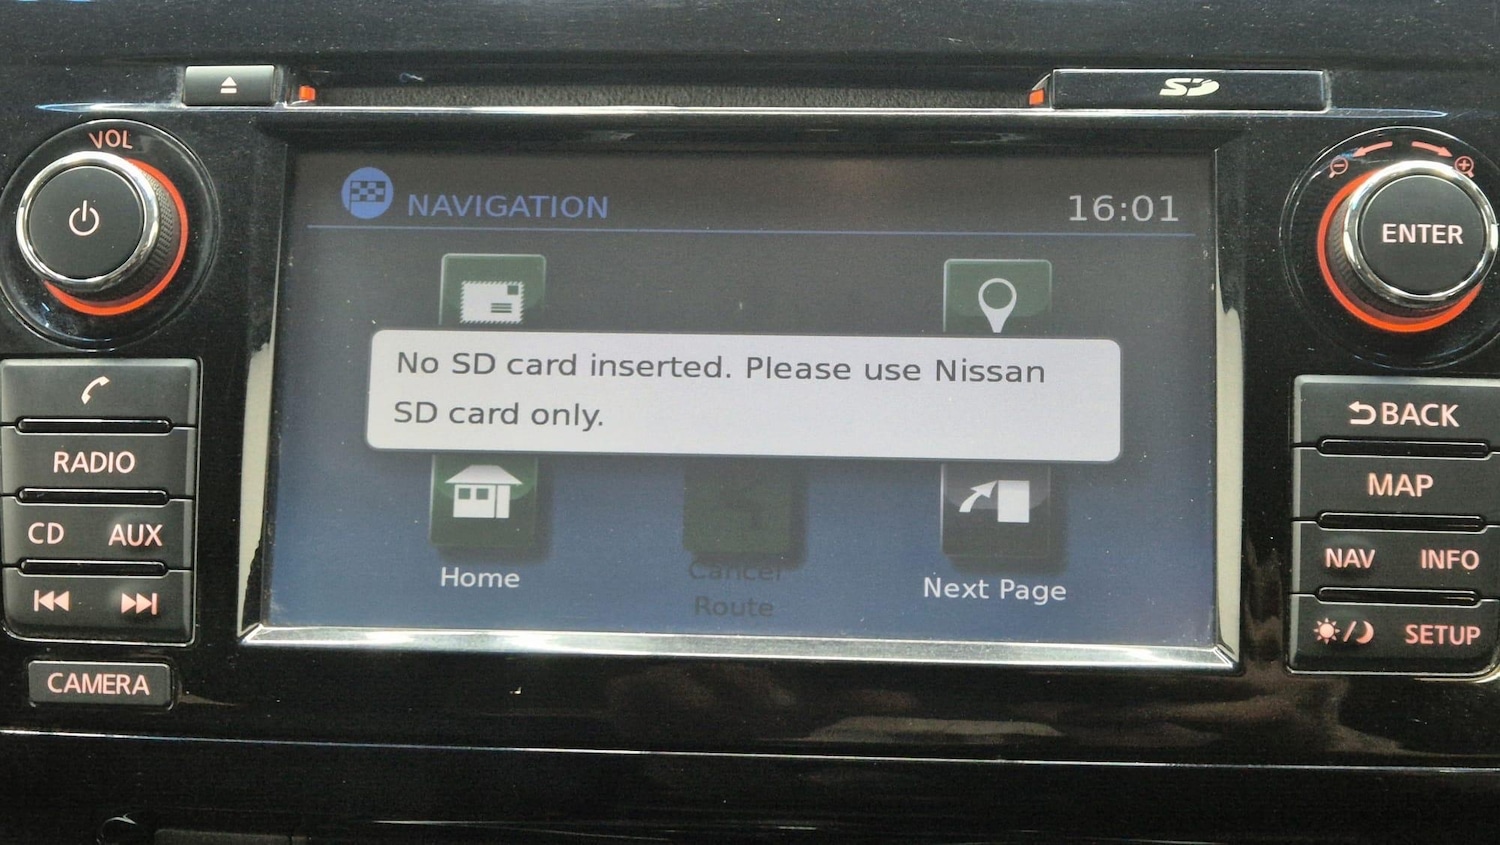 SD
VOL
NAVIGATION
16:01
ENTER
No SD card inserted. Please use Nissan
SD card only.
BACK
RADIO
MAP
CD AUX
NAV INFO
Home
Cancel
Route
Next Page
SETUP
CAMERA